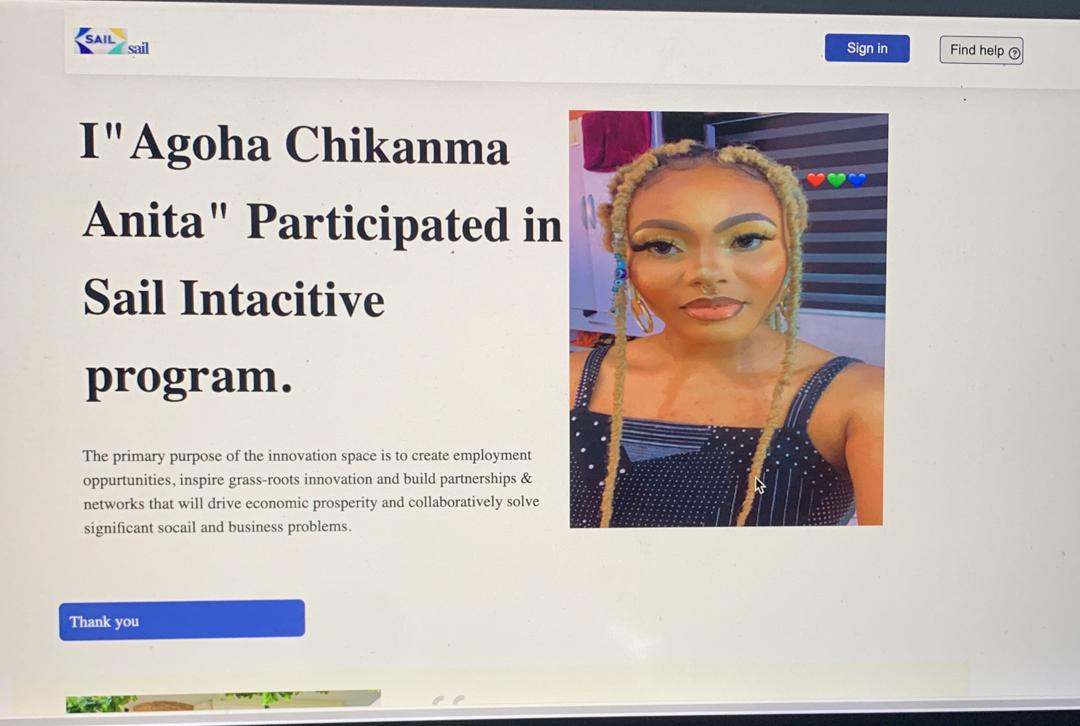 SAIL
sail
Sign in
Find help ?
I"Agoha Chikanma
Anita" Participated in
Sail Intacitive
program.
The primary purpose of the innovation space is to create employment
oppurtunities, inspire grass-roots innovation and build partnerships &
networks that will drive economic prosperity and collaboratively solve
significant socail and business problems.
Thank you
“